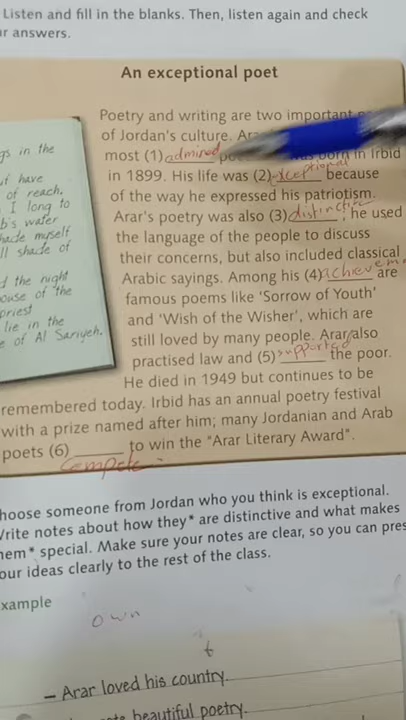 Listen and fill in the blanks. Then, listen again and check
r answers.
An exceptional poet
Poetry and writing are two important
of Jordan's culture.
most (1) admired born in Irbid
in 1899. His life was (2) exceptional because
of the way he expressed his patriotism.
Arar's poetry was also (3) distinctive, he used
the language of the people to discuss
their concerns, but also included classical
Arabic sayings. Among his (4) achievem are
famous poems like 'Sorrow of Youth'
and 'Wish of the Wisher', which are
still loved by many people. Arar also
practised law and (5) supported the poor.
He died in 1949 but continues to be
remembered today. Irbid has an annual poetry festival
with a prize named after him; many Jordanian and Arab
poets (6) compete to win the "Arar Literary Award".
gs in the
of have
of reach,
I long to
b's water
hade myself
ll shade of
d the night
ouse of the
priest
lie in the
e of Al Sariyeh.
hoose someone from Jordan who you think is exceptional.
Write notes about how they* are distinctive and what makes
hem* special. Make sure your notes are clear, so you can pres
our ideas clearly to the rest of the class.
xample
own
– Arar loved his country.
beautiful poetry.